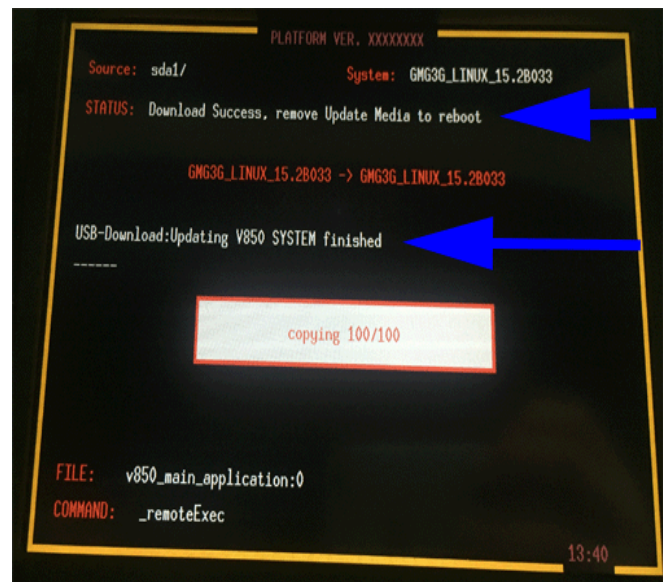 PLATFORM VER. XXXXXXXX
Source: sda1/ System: GMG3G_LINUX_15.2B033
STATUS: Download Success, remove Update Media to reboot
GMG3G_LINUX_15.2B033 -> GMG3G_LINUX_15.2B033
USB-Download:Updating V850 SYSTEM finished
------
copying 100/100
FILE: v850_main_application:0
COMMAND: _remoteExec
13:40